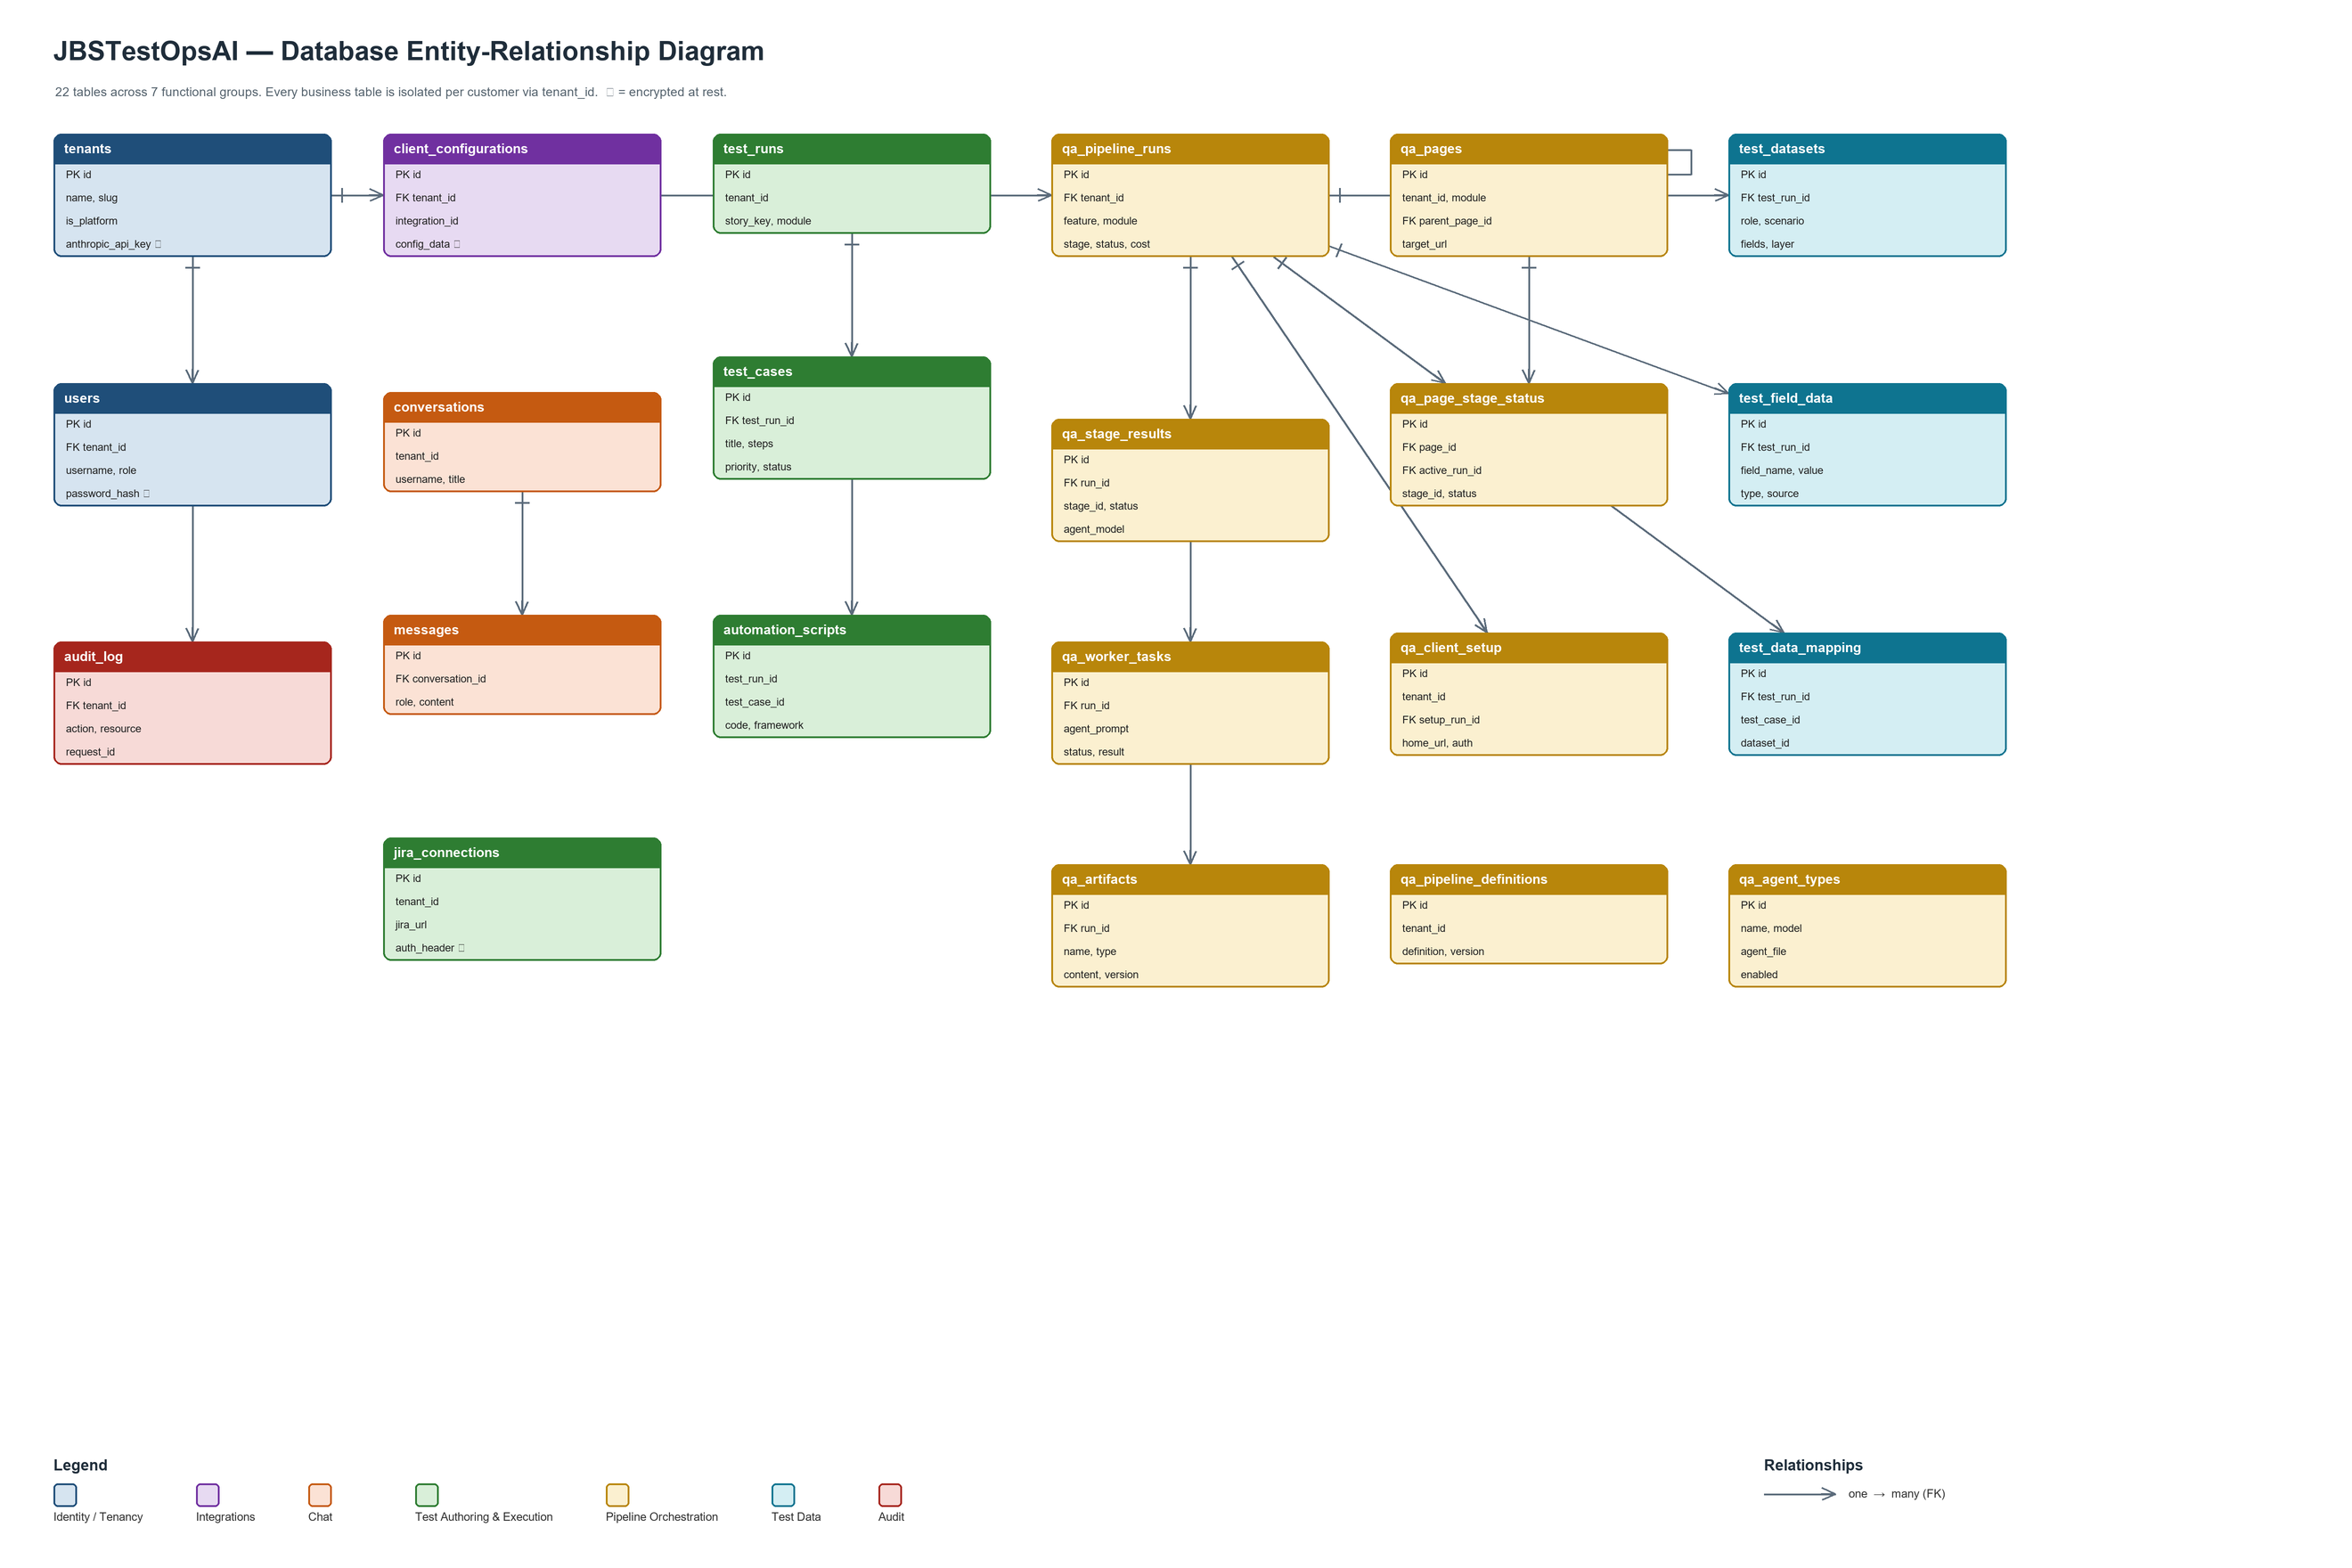 JBSTestOpsAI — Database Entity-Relationship Diagram
22 tables across 7 functional groups. Every business table is isolated per customer via tenant_id. □ = encrypted at rest.
tenants
PK id
name, slug
is_platform
anthropic_api_key □
client_configurations
PK id
FK tenant_id
integration_id
config_data □
test_runs
PK id
tenant_id
story_key, module
qa_pipeline_runs
PK id
FK tenant_id
feature, module
stage, status, cost
qa_pages
PK id
tenant_id, module
FK parent_page_id
target_url
test_datasets
PK id
FK test_run_id
role, scenario
fields, layer
users
PK id
FK tenant_id
username, role
password_hash □
conversations
PK id
tenant_id
username, title
test_cases
PK id
FK test_run_id
title, steps
priority, status
qa_stage_results
PK id
FK run_id
stage_id, status
agent_model
qa_page_stage_status
PK id
FK page_id
FK active_run_id
stage_id, status
test_field_data
PK id
FK test_run_id
field_name, value
type, source
audit_log
PK id
FK tenant_id
action, resource
request_id
messages
PK id
FK conversation_id
role, content
automation_scripts
PK id
test_run_id
test_case_id
code, framework
qa_worker_tasks
PK id
FK run_id
agent_prompt
status, result
qa_client_setup
PK id
tenant_id
FK setup_run_id
home_url, auth
test_data_mapping
PK id
FK test_run_id
test_case_id
dataset_id
jira_connections
PK id
tenant_id
jira_url
auth_header □
qa_artifacts
PK id
FK run_id
name, type
content, version
qa_pipeline_definitions
PK id
tenant_id
definition, version
qa_agent_types
PK id
name, model
agent_file
enabled
Legend
Identity / Tenancy
Integrations
Chat
Test Authoring & Execution
Pipeline Orchestration
Test Data
Audit
Relationships
one → many (FK)